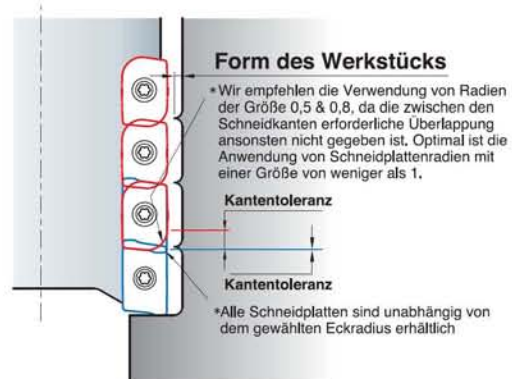 Form des Werkstücks
*Wir empfehlen die Verwendung von Radien
der Größe 0,5 & 0,8, da die zwischen den
Schneidkanten erforderliche Überlappung
ansonsten nicht gegeben ist. Optimal ist die
Anwendung von Schneidplattenradien mit
einer Größe von weniger als 1.
Kantentoleranz
Kantentoleranz
*Alle Schneidplatten sind unabhängig von
dem gewählten Eckradius erhältlich